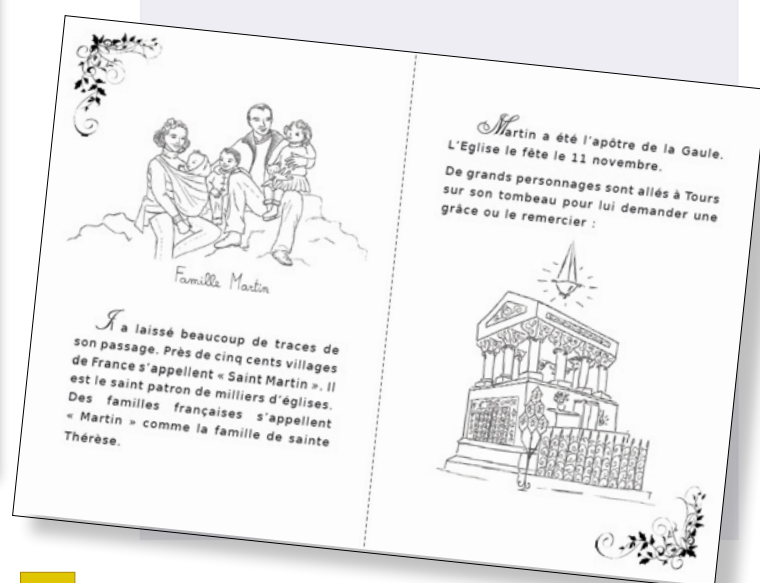 Famille Martin
Il a laissé beaucoup de traces de
son passage. Près de cinq cents villages
de France s’appellent « Saint Martin ». Il
est le saint patron de milliers d’églises.
Des familles françaises s’appellent
« Martin » comme la famille de sainte
Thérèse.
Martin a été l’apôtre de la Gaule.
L’Eglise le fête le 11 novembre.
De grands personnages sont allés à Tours
sur son tombeau pour lui demander une
grâce ou le remercier :